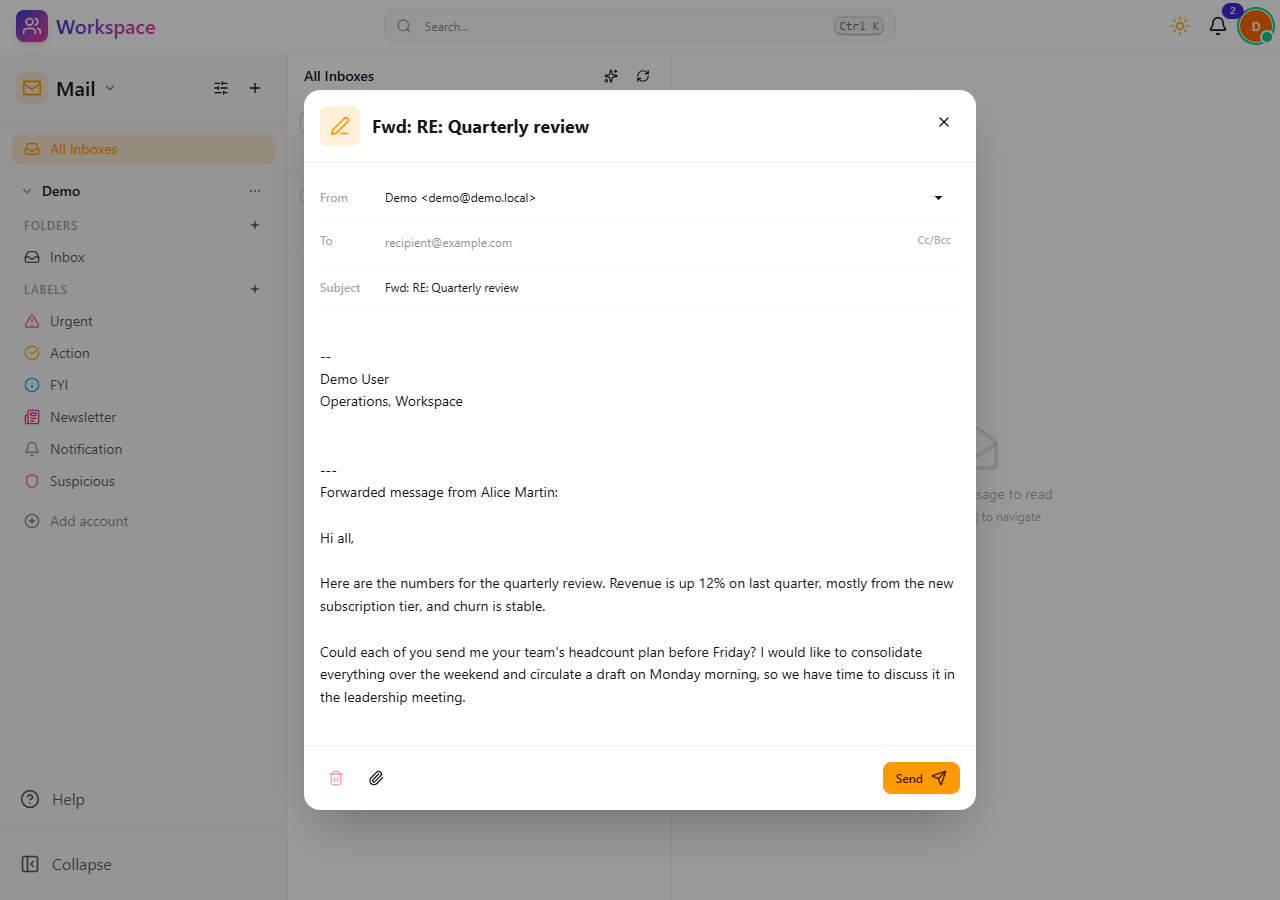 Workspace
Search...
Ctrl K
2
D
Mail
All Inboxes
All Inboxes
Demo
FOLDERS
Inbox
LABELS
Urgent
Action
FYI
Newsletter
Notification
Suspicious
Add account
Help
Collapse
Fwd: RE: Quarterly review
From
Demo <demo@demo.local>
To
recipient@example.com
Cc/Bcc
Subject
Fwd: RE: Quarterly review
--
Demo User
Operations, Workspace
---
Forwarded message from Alice Martin:
Hi all,
Here are the numbers for the quarterly review. Revenue is up 12% on last quarter, mostly from the new
subscription tier, and churn is stable.
Could each of you send me your team's headcount plan before Friday? I would like to consolidate
everything over the weekend and circulate a draft on Monday morning, so we have time to discuss it in
the leadership meeting.
Send
to read
to navigate